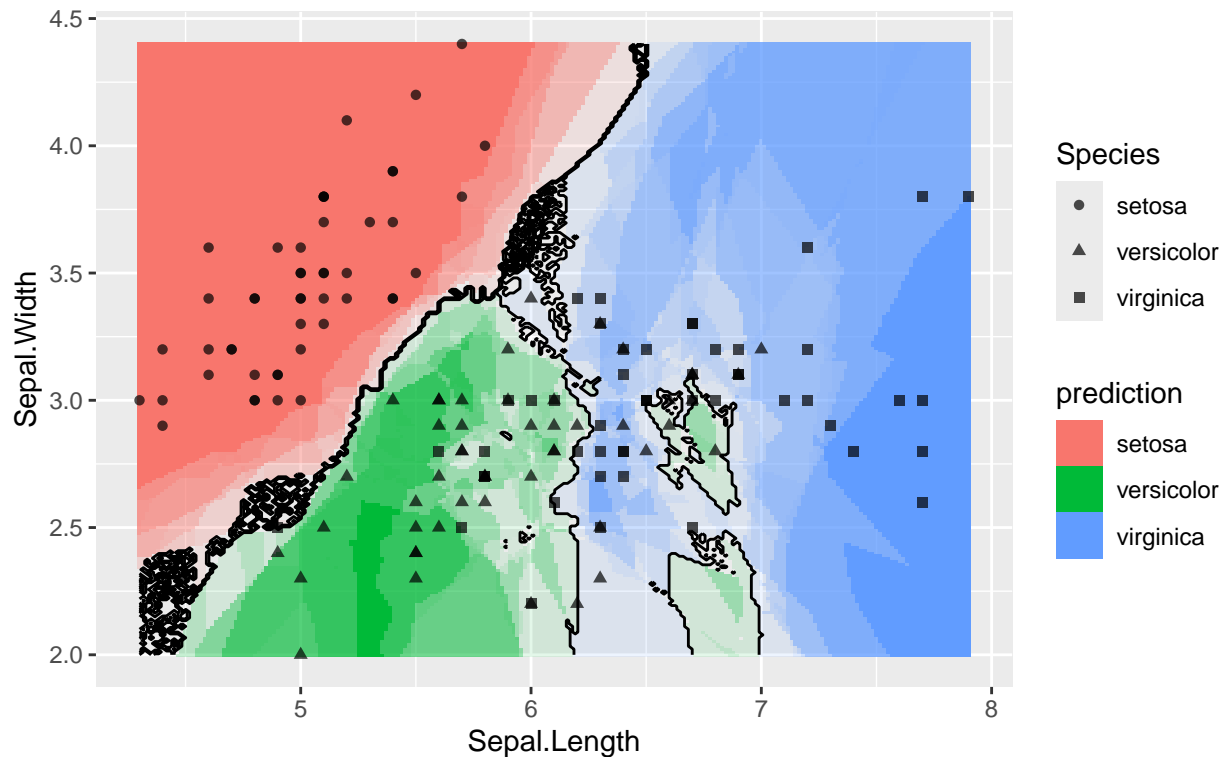 4.5
4.0
3.5
3.0
2.5
2.0
Sepal.Width
5
6
7
8
Sepal.Length
Species
setosa
versicolor
virginica
prediction
setosa
versicolor
virginica